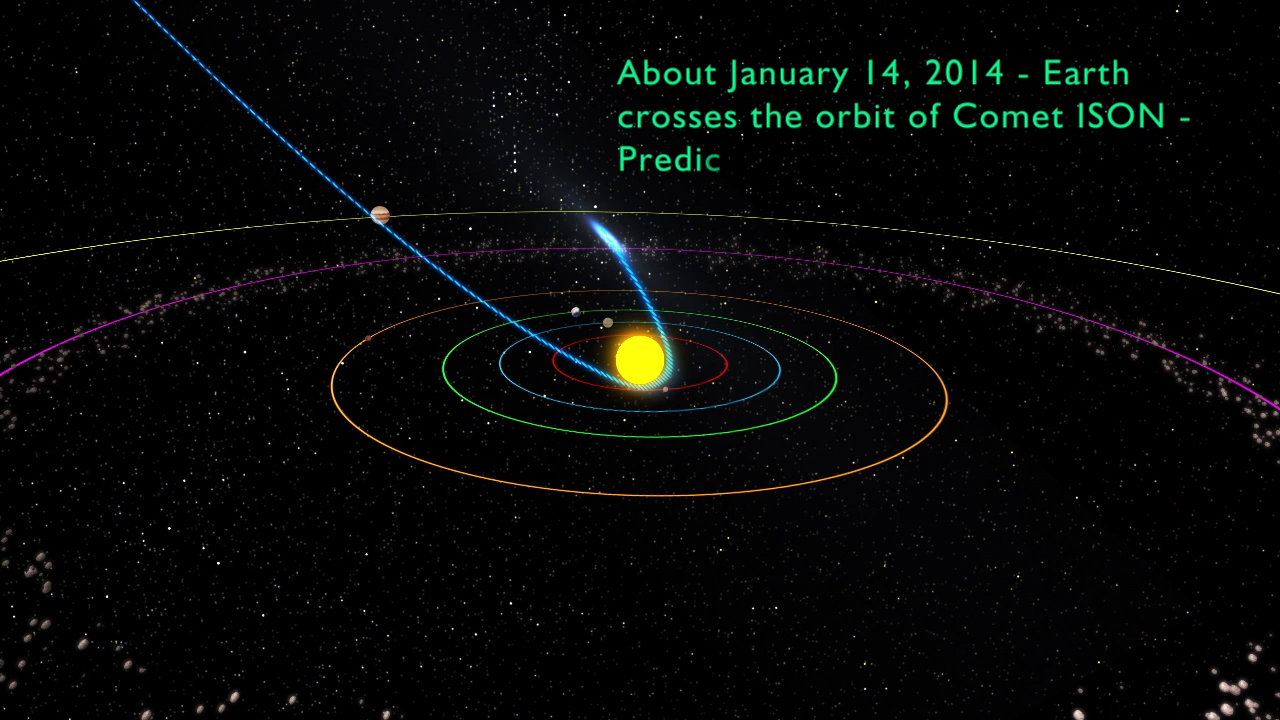 About January 14, 2014 - Earth
crosses the orbit of Comet ISON -
Predic